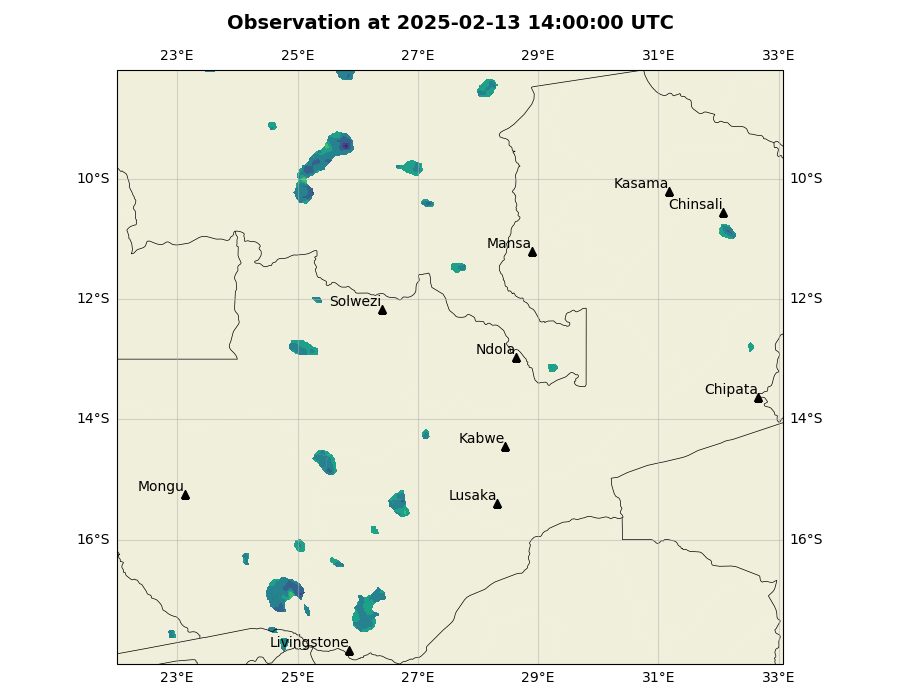 Observation at 2025-02-13 14:00:00 UTC
23°E 25°E 27°E 29°E 31°E 33°E
10°S 10°S
Kasama
Chinsali
Mansa
12°S 12°S
Solwezi
Ndola
Chipata
14°S 14°S
Kabwe
Mongu
Lusaka
16°S 16°S
Livingstone
23°E 25°E 27°E 29°E 31°E 33°E